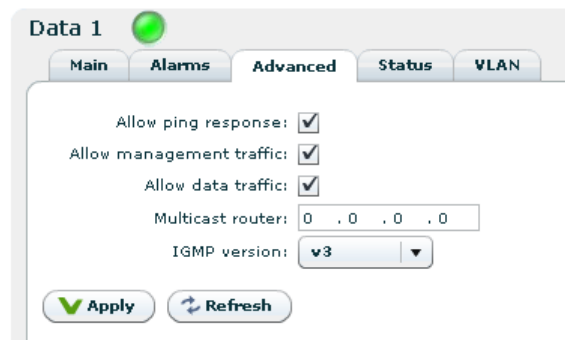 Data 1
Main Alarms Advanced Status VLAN
Allow ping response:
Allow management traffic:
Allow data traffic:
Multicast router: 0 .0 .0 .0
IGMP version: v3
Apply Refresh